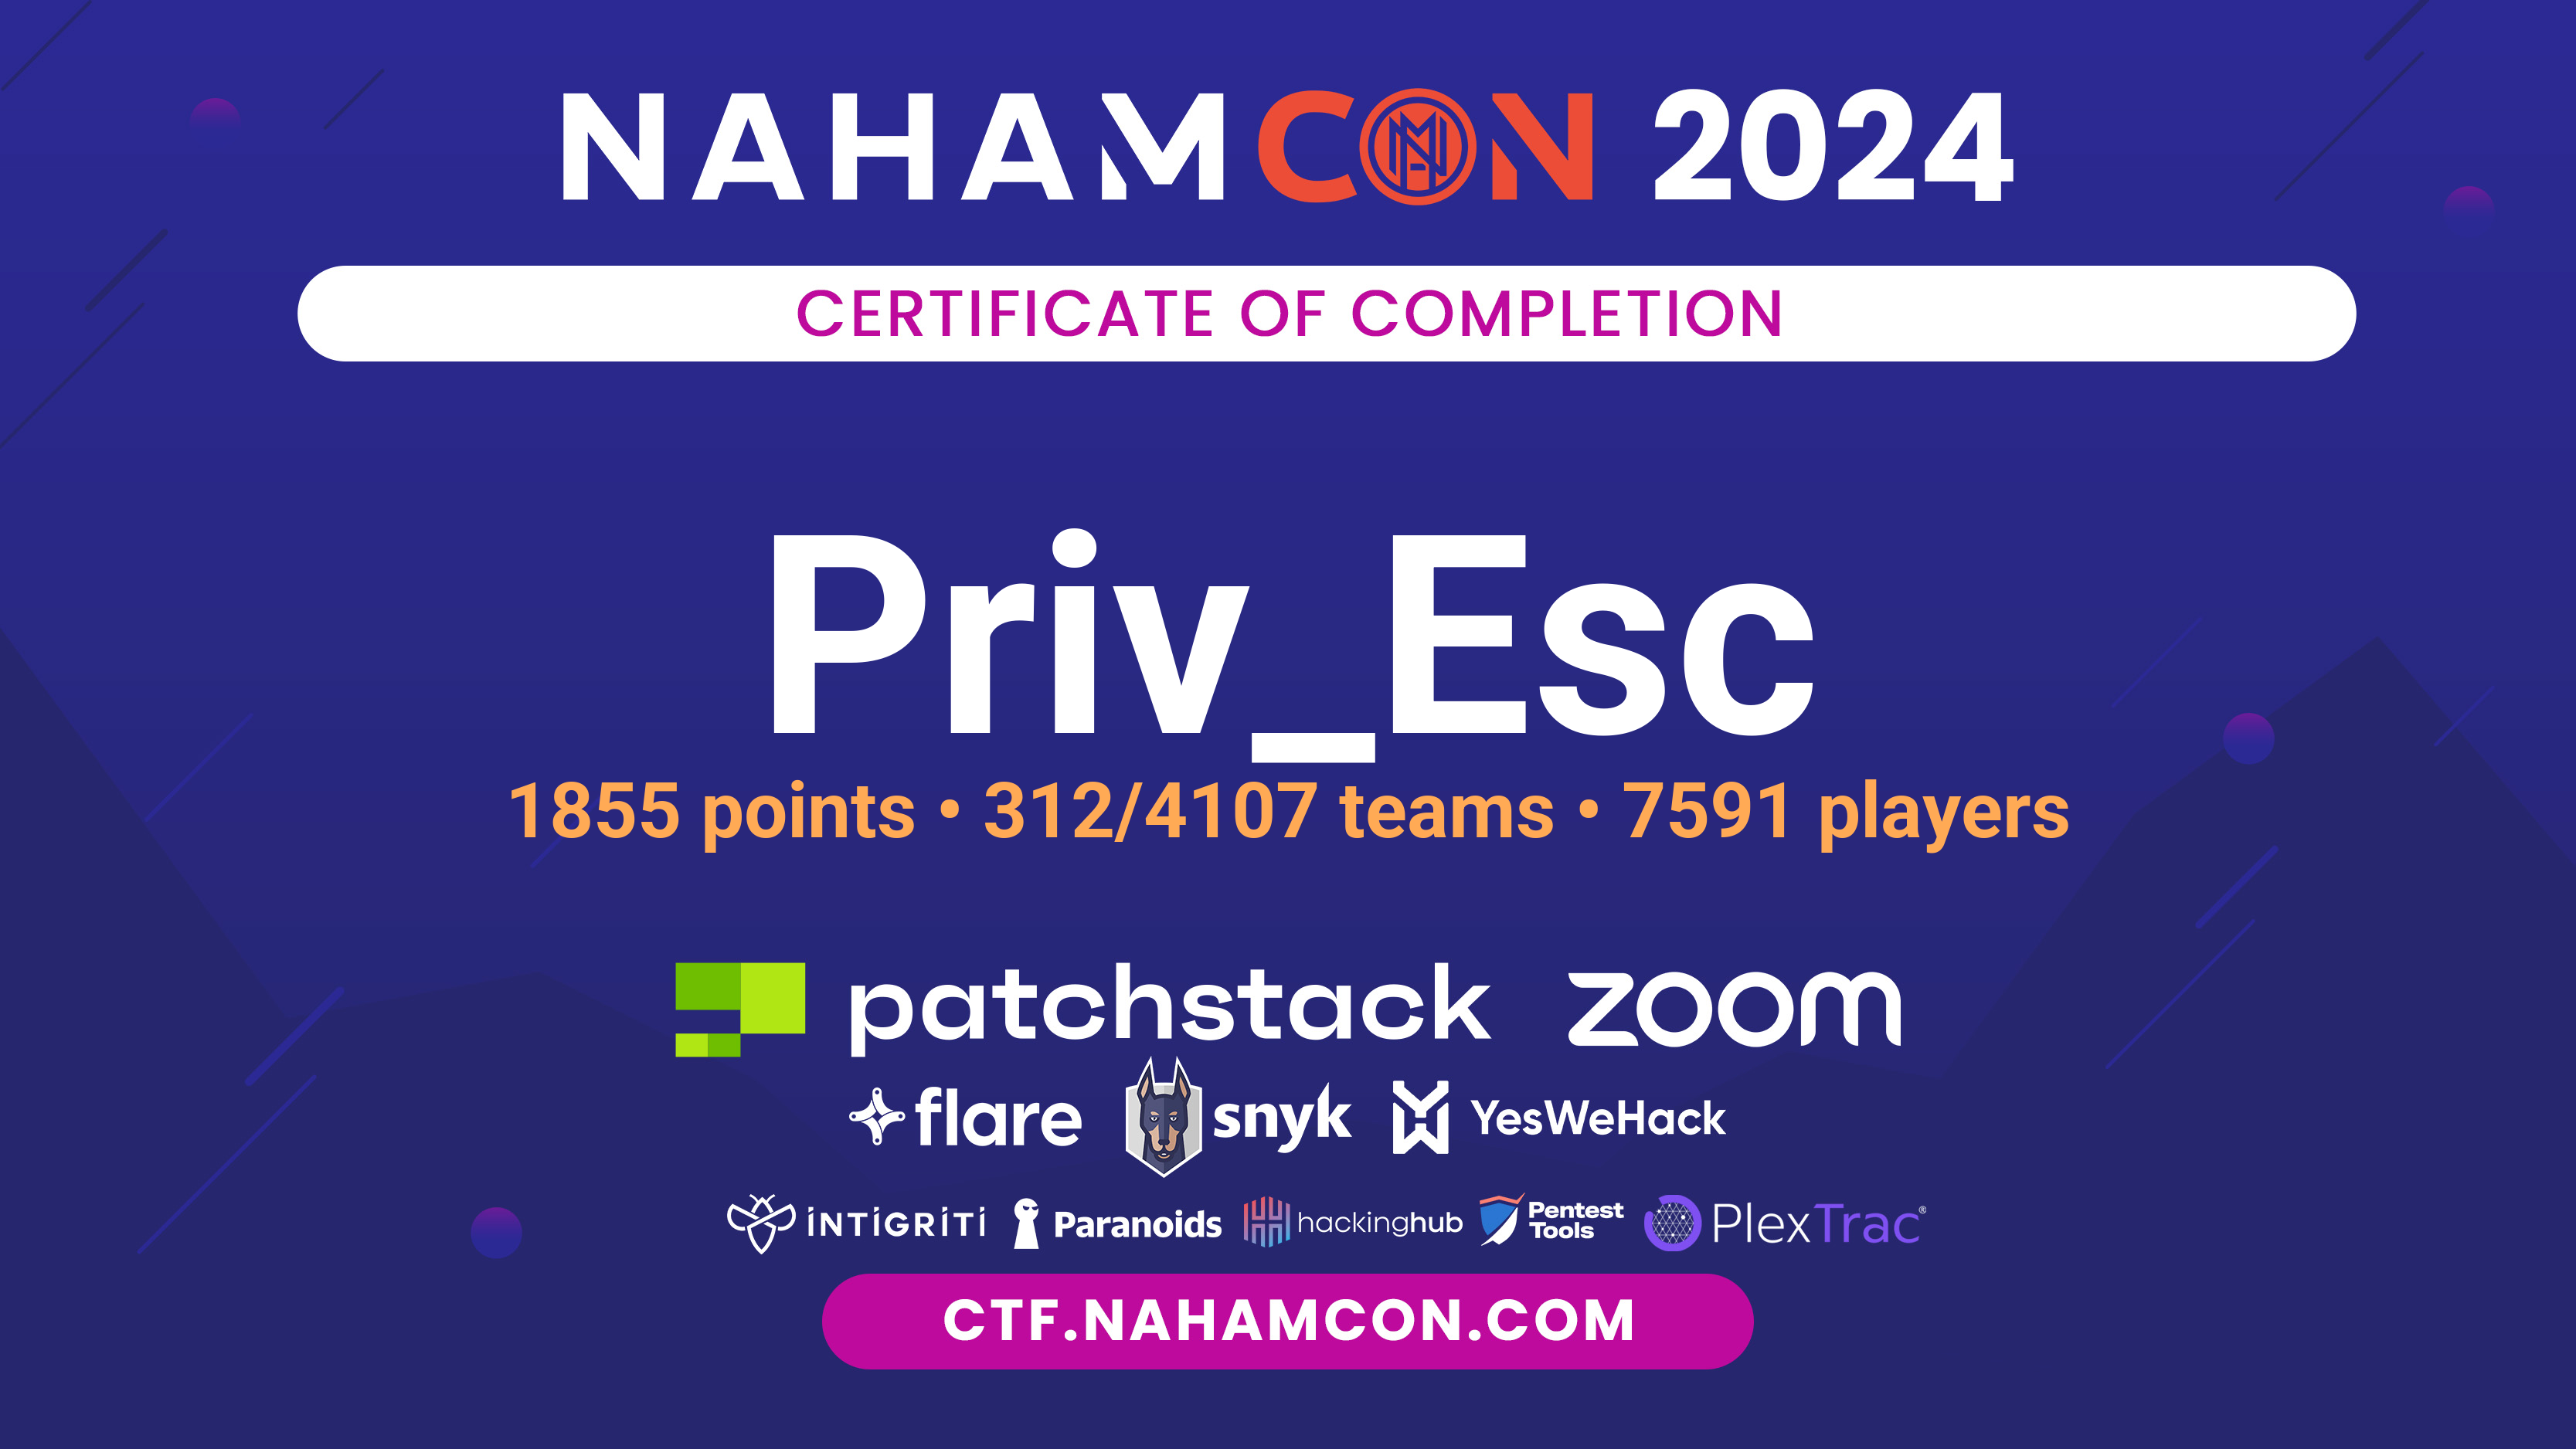 NAHAMCON 2024
CERTIFICATE OF COMPLETION
Priv_Esc
1855 points • 312/4107 teams • 7591 players
patchstack zoom
flare snyk YesWeHack
INTIGRITI Paranoids hackinghub Pentest Tools PlexTrac®
CTF.NAHAMCON.COM